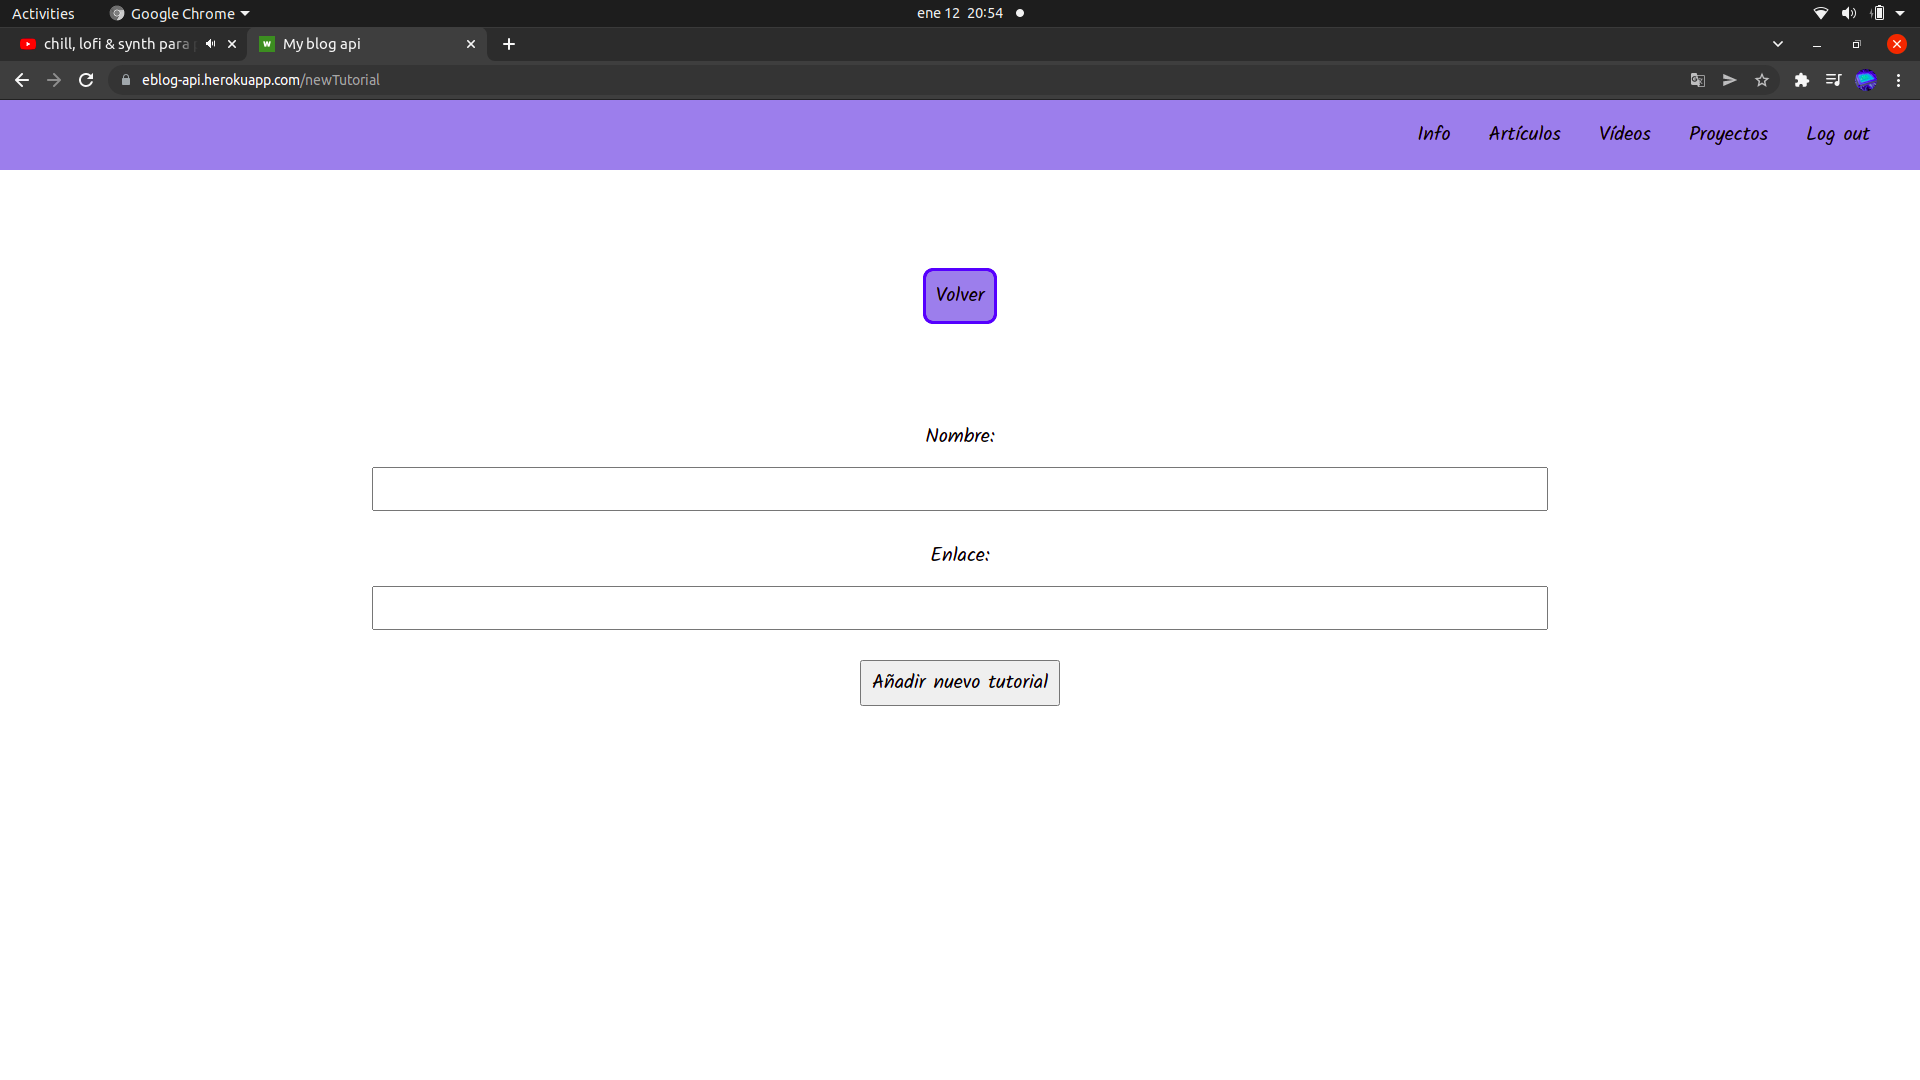 Activities Google Chrome ene 12 20:54
chill, lofi & synth para My blog api
eblog-api.herokuapp.com/newTutorial
Info Artículos Vídeos Proyectos Log out
Volver
Nombre:
Enlace:
Añadir nuevo tutorial